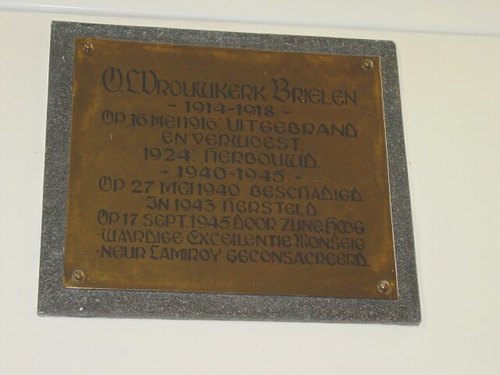 O.L.VROUWKERK BRIELEN
- 1914-1918 -
OP 16 MEI 1916, UITGEBRAND
EN VERWOEST.
1924 HERBOUWD.
- 1940-1945 -
OP 27 MEI 1940 BESCHADIGD.
IN 1943 HERSTELD.
OP 17 SEPT. 1945 DOOR ZIJNE HOOG
WAARDIGE EXCELLENTIE MONSEIG
NEUR LAMIROY GECONSACREERD.